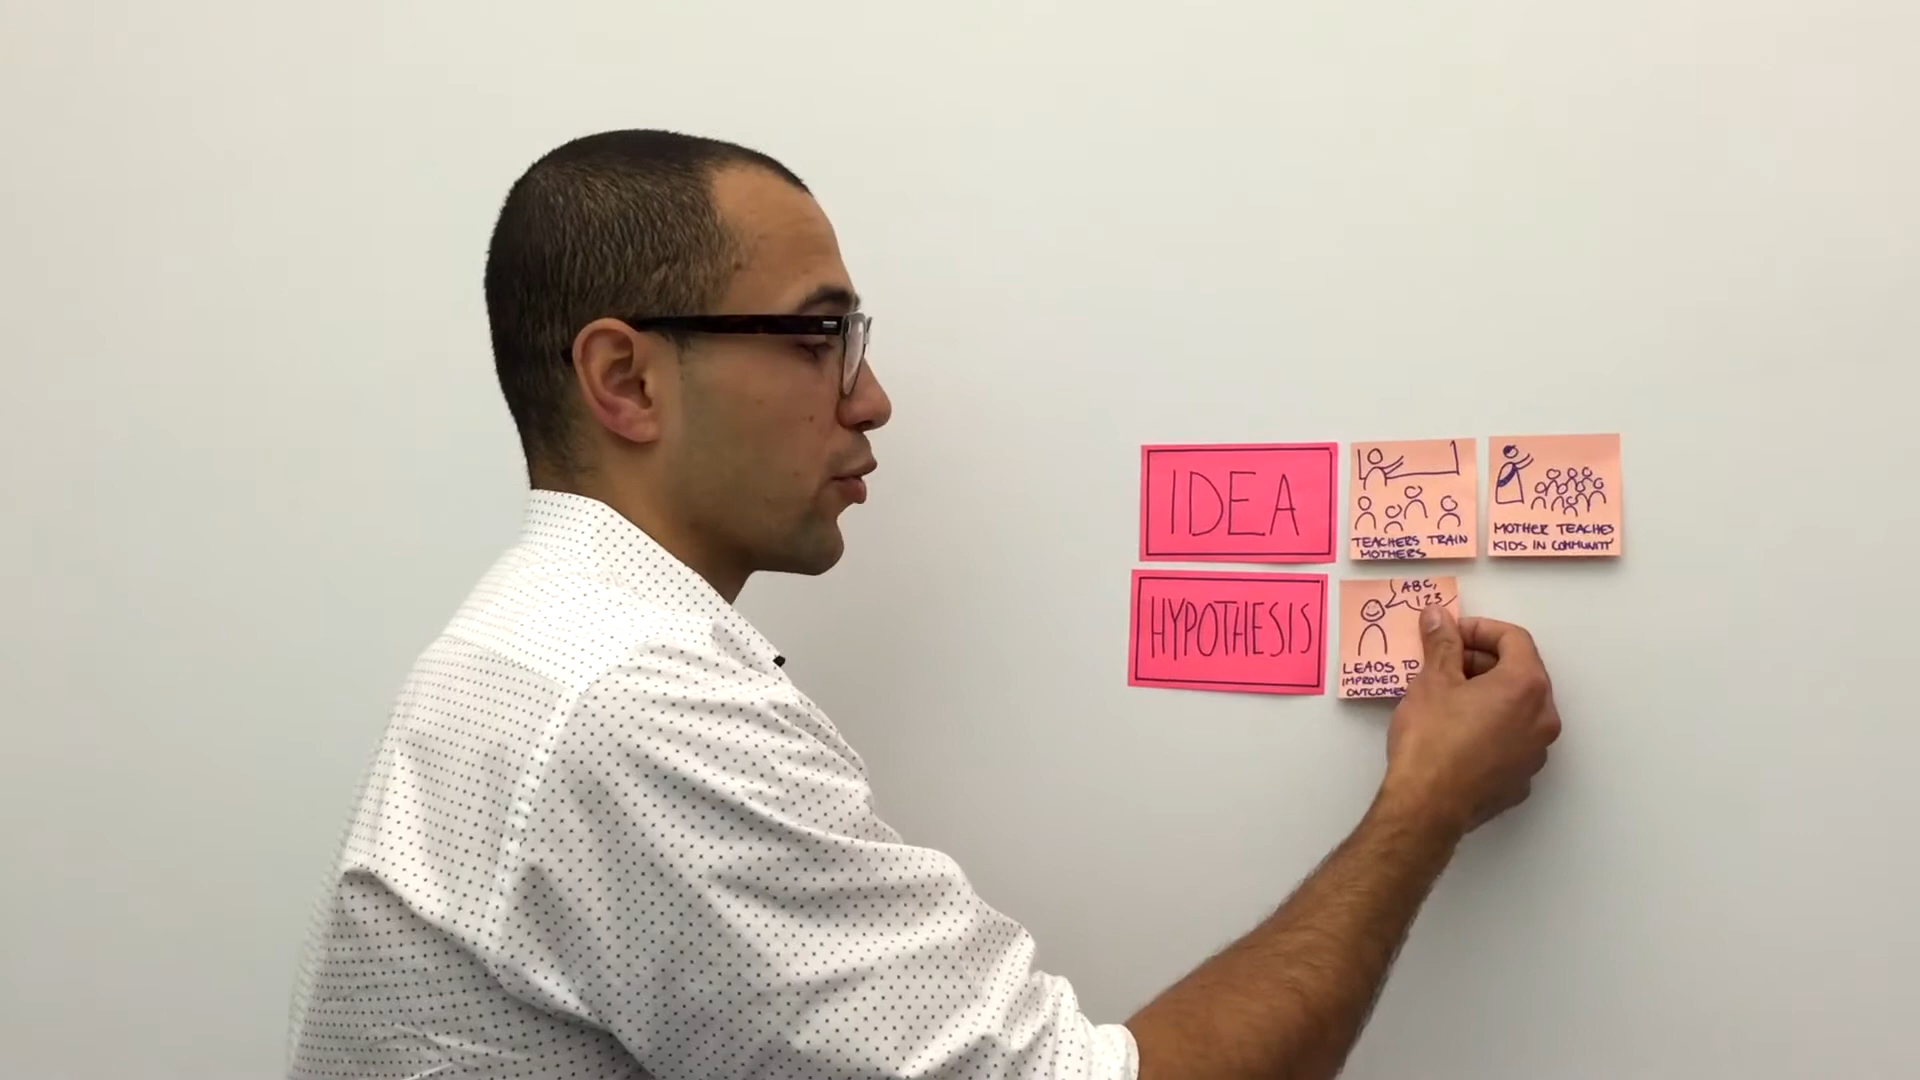 IDEA
TEACHERS TRAIN
MOTHERS
MOTHER TEACHES
KIDS IN COMMUNITY
HYPOTHESIS
ABC,
123
LEADS TO
IMPROVED
OUTCOMES